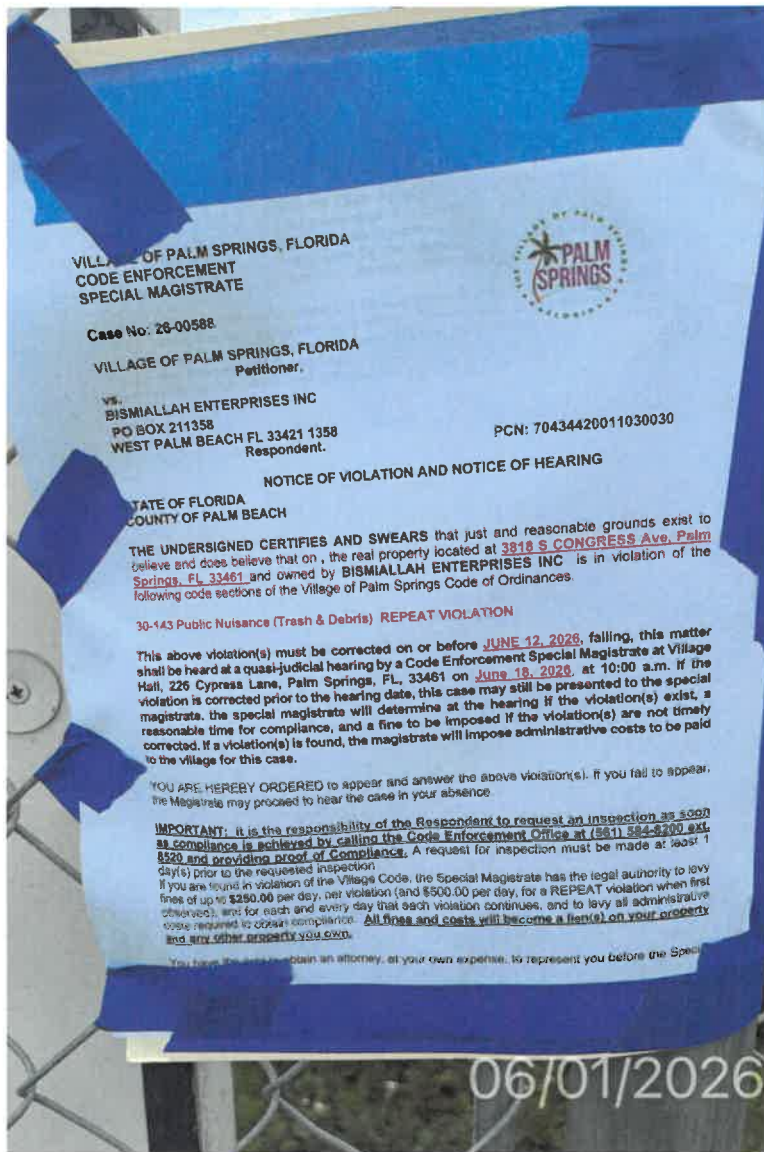 VILLAGE OF PALM SPRINGS, FLORIDA
CODE ENFORCEMENT
SPECIAL MAGISTRATE
THE VILLAGE OF PALM SPRINGS
FLORIDA
PALM
SPRINGS
Case No: 26-00588
VILLAGE OF PALM SPRINGS, FLORIDA
Petitioner,
vs.
BISMIALLAH ENTERPRISES INC
PO BOX 211358
WEST PALM BEACH FL 33421 1358
Respondent.
PCN: 70434420011030030
NOTICE OF VIOLATION AND NOTICE OF HEARING
TATE OF FLORIDA
COUNTY OF PALM BEACH
THE UNDERSIGNED CERTIFIES AND SWEARS that just and reasonable grounds exist to
believe and does believe that on , the real property located at 3818 S CONGRESS Ave, Palm
Springs, FL 33461 and owned by BISMIALLAH ENTERPRISES INC is in violation of the
following code sections of the Village of Palm Springs Code of Ordinances.
30-143 Public Nuisance (Trash & Debris) REPEAT VIOLATION
This above violation(s) must be corrected on or before JUNE 12, 2026, failing, this matter
shall be heard at a quasi-judicial hearing by a Code Enforcement Special Magistrate at Village
Hall, 226 Cypress Lane, Palm Springs, FL, 33461 on June 18, 2026, at 10:00 a.m. If the
violation is corrected prior to the hearing date, this case may still be presented to the special
magistrate. the special magistrate will determine at the hearing if the violation(s) exist, a
reasonable time for compliance, and a fine to be imposed if the violation(s) are not timely
corrected. If a violation(s) is found, the magistrate will impose administrative costs to be paid
to the village for this case.
YOU ARE HEREBY ORDERED to appear and answer the above violation(s). If you fail to appear,
the Magistrate may proceed to hear the case in your absence.
IMPORTANT: it is the responsibility of the Respondent to request an inspection as soon
as compliance is achieved by calling the Code Enforcement Office at (561) 584-8200 ext.
8520 and providing proof of Compliance. A request for inspection must be made at least 1
day(s) prior to the requested inspection
If you are found in violation of the Village Code, the Special Magistrate has the legal authority to levy
fines of up to $250.00 per day, per violation (and $500.00 per day, for a REPEAT violation when first
observed), and for each and every day that each violation continues, and to levy all administrative
costs required to obtain compliance. All fines and costs will become a lien(s) on your property
and any other property you own.
You have the to obtain an attorney, at your own expense, to represent you before the Speci
06/01/2026